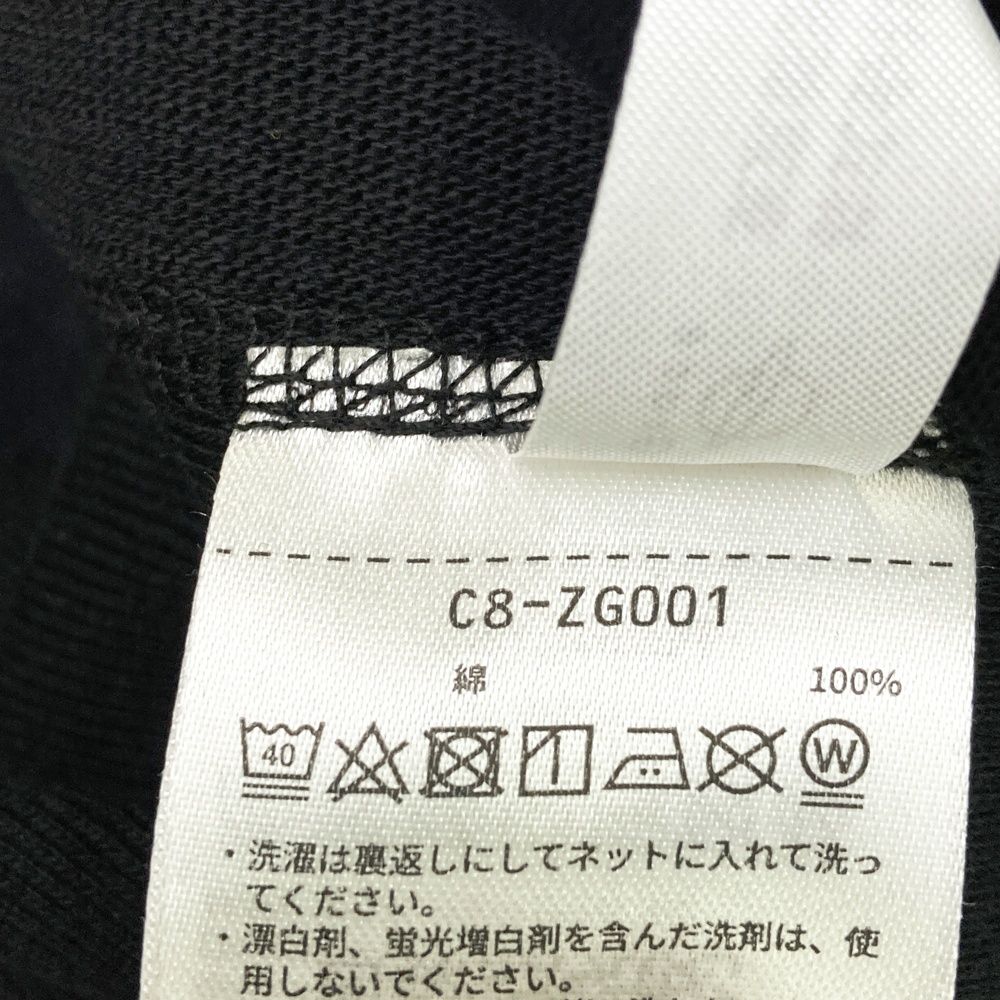 C8-ZG001
綿 100%
40 W
・洗濯は裏返しにしてネットに入れて洗っ
てください。
・漂白剤、蛍光増白剤を含んだ洗剤は、使
用しないでください。